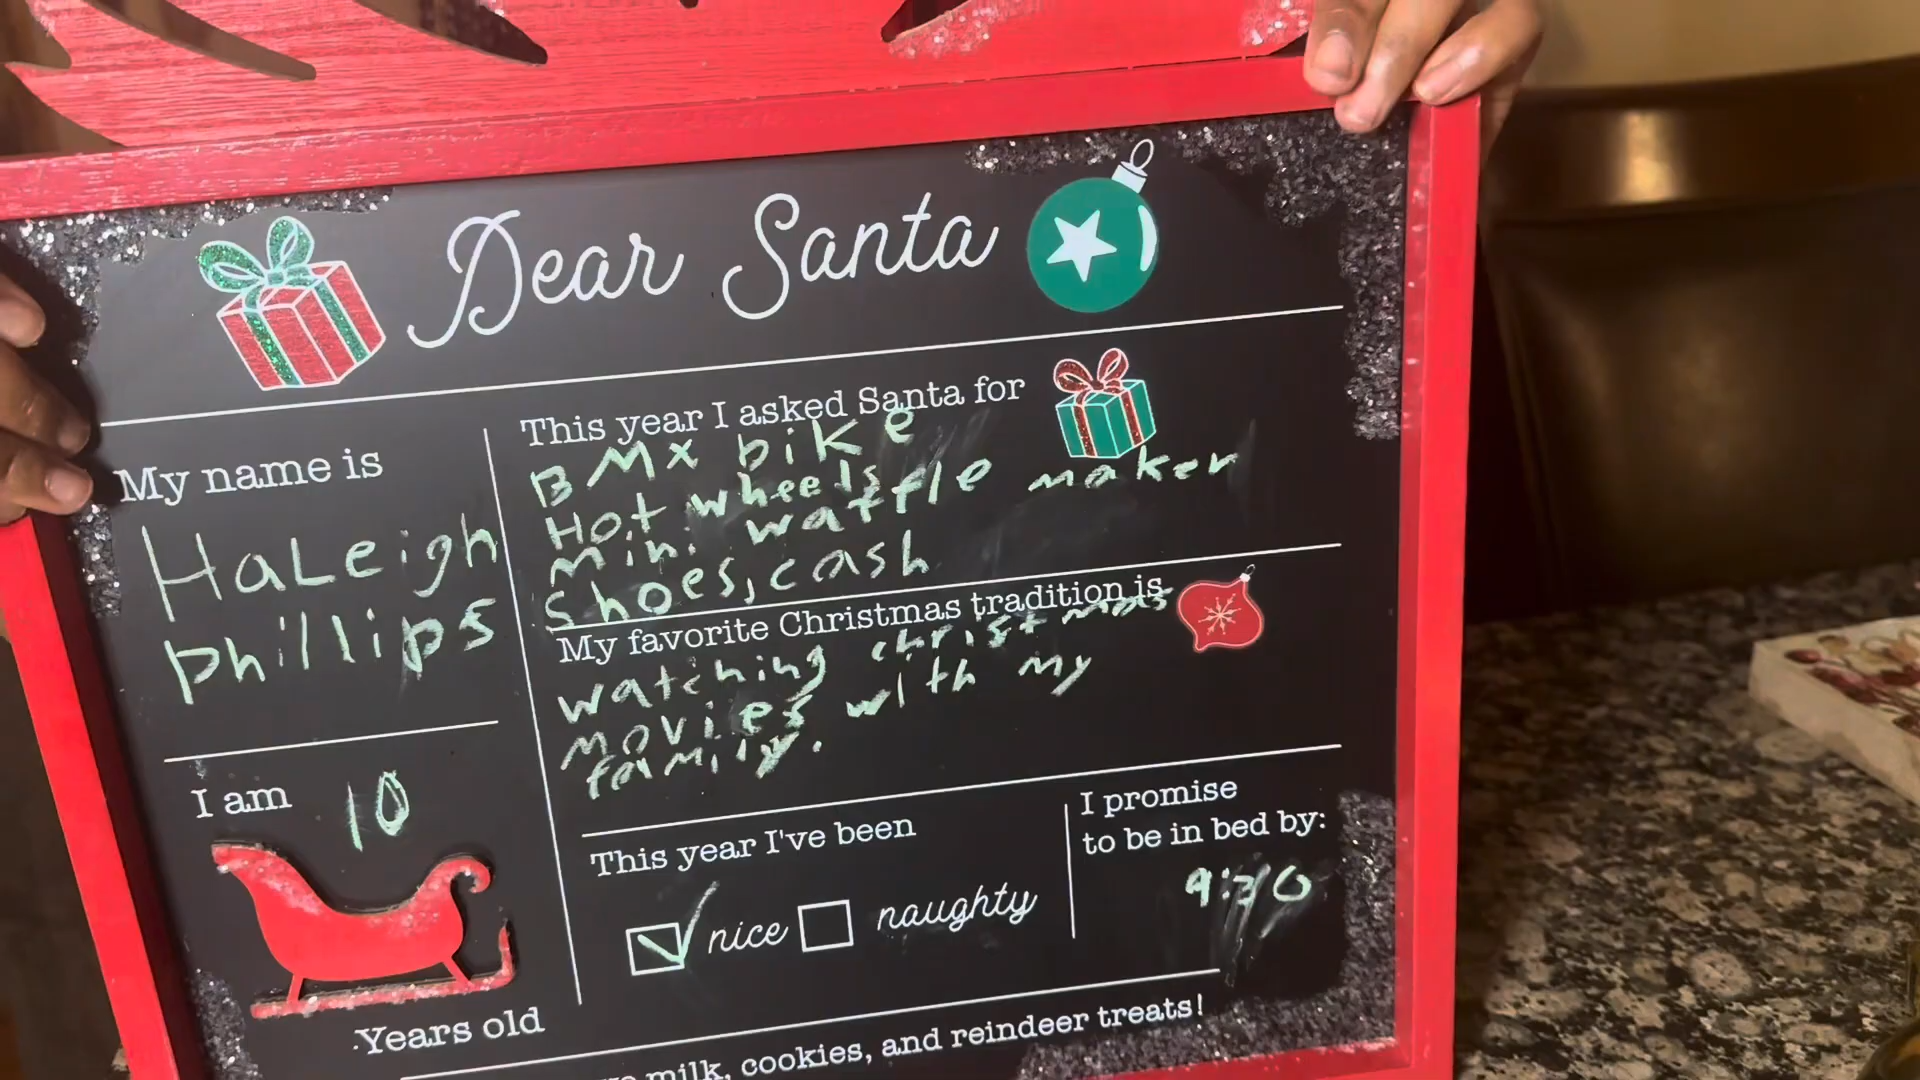 Dear Santa
My name is
HaLeigh
phillips
This year I asked Santa for
BMX bike
Hot wheels
mini waffle maker
shoes, cash
My favorite Christmas tradition is
watching christmas
movies with my
family.
I am 10
Years old
This year I've been
nice naughty
I promise
to be in bed by:
9:30
milk, cookies, and reindeer treats!